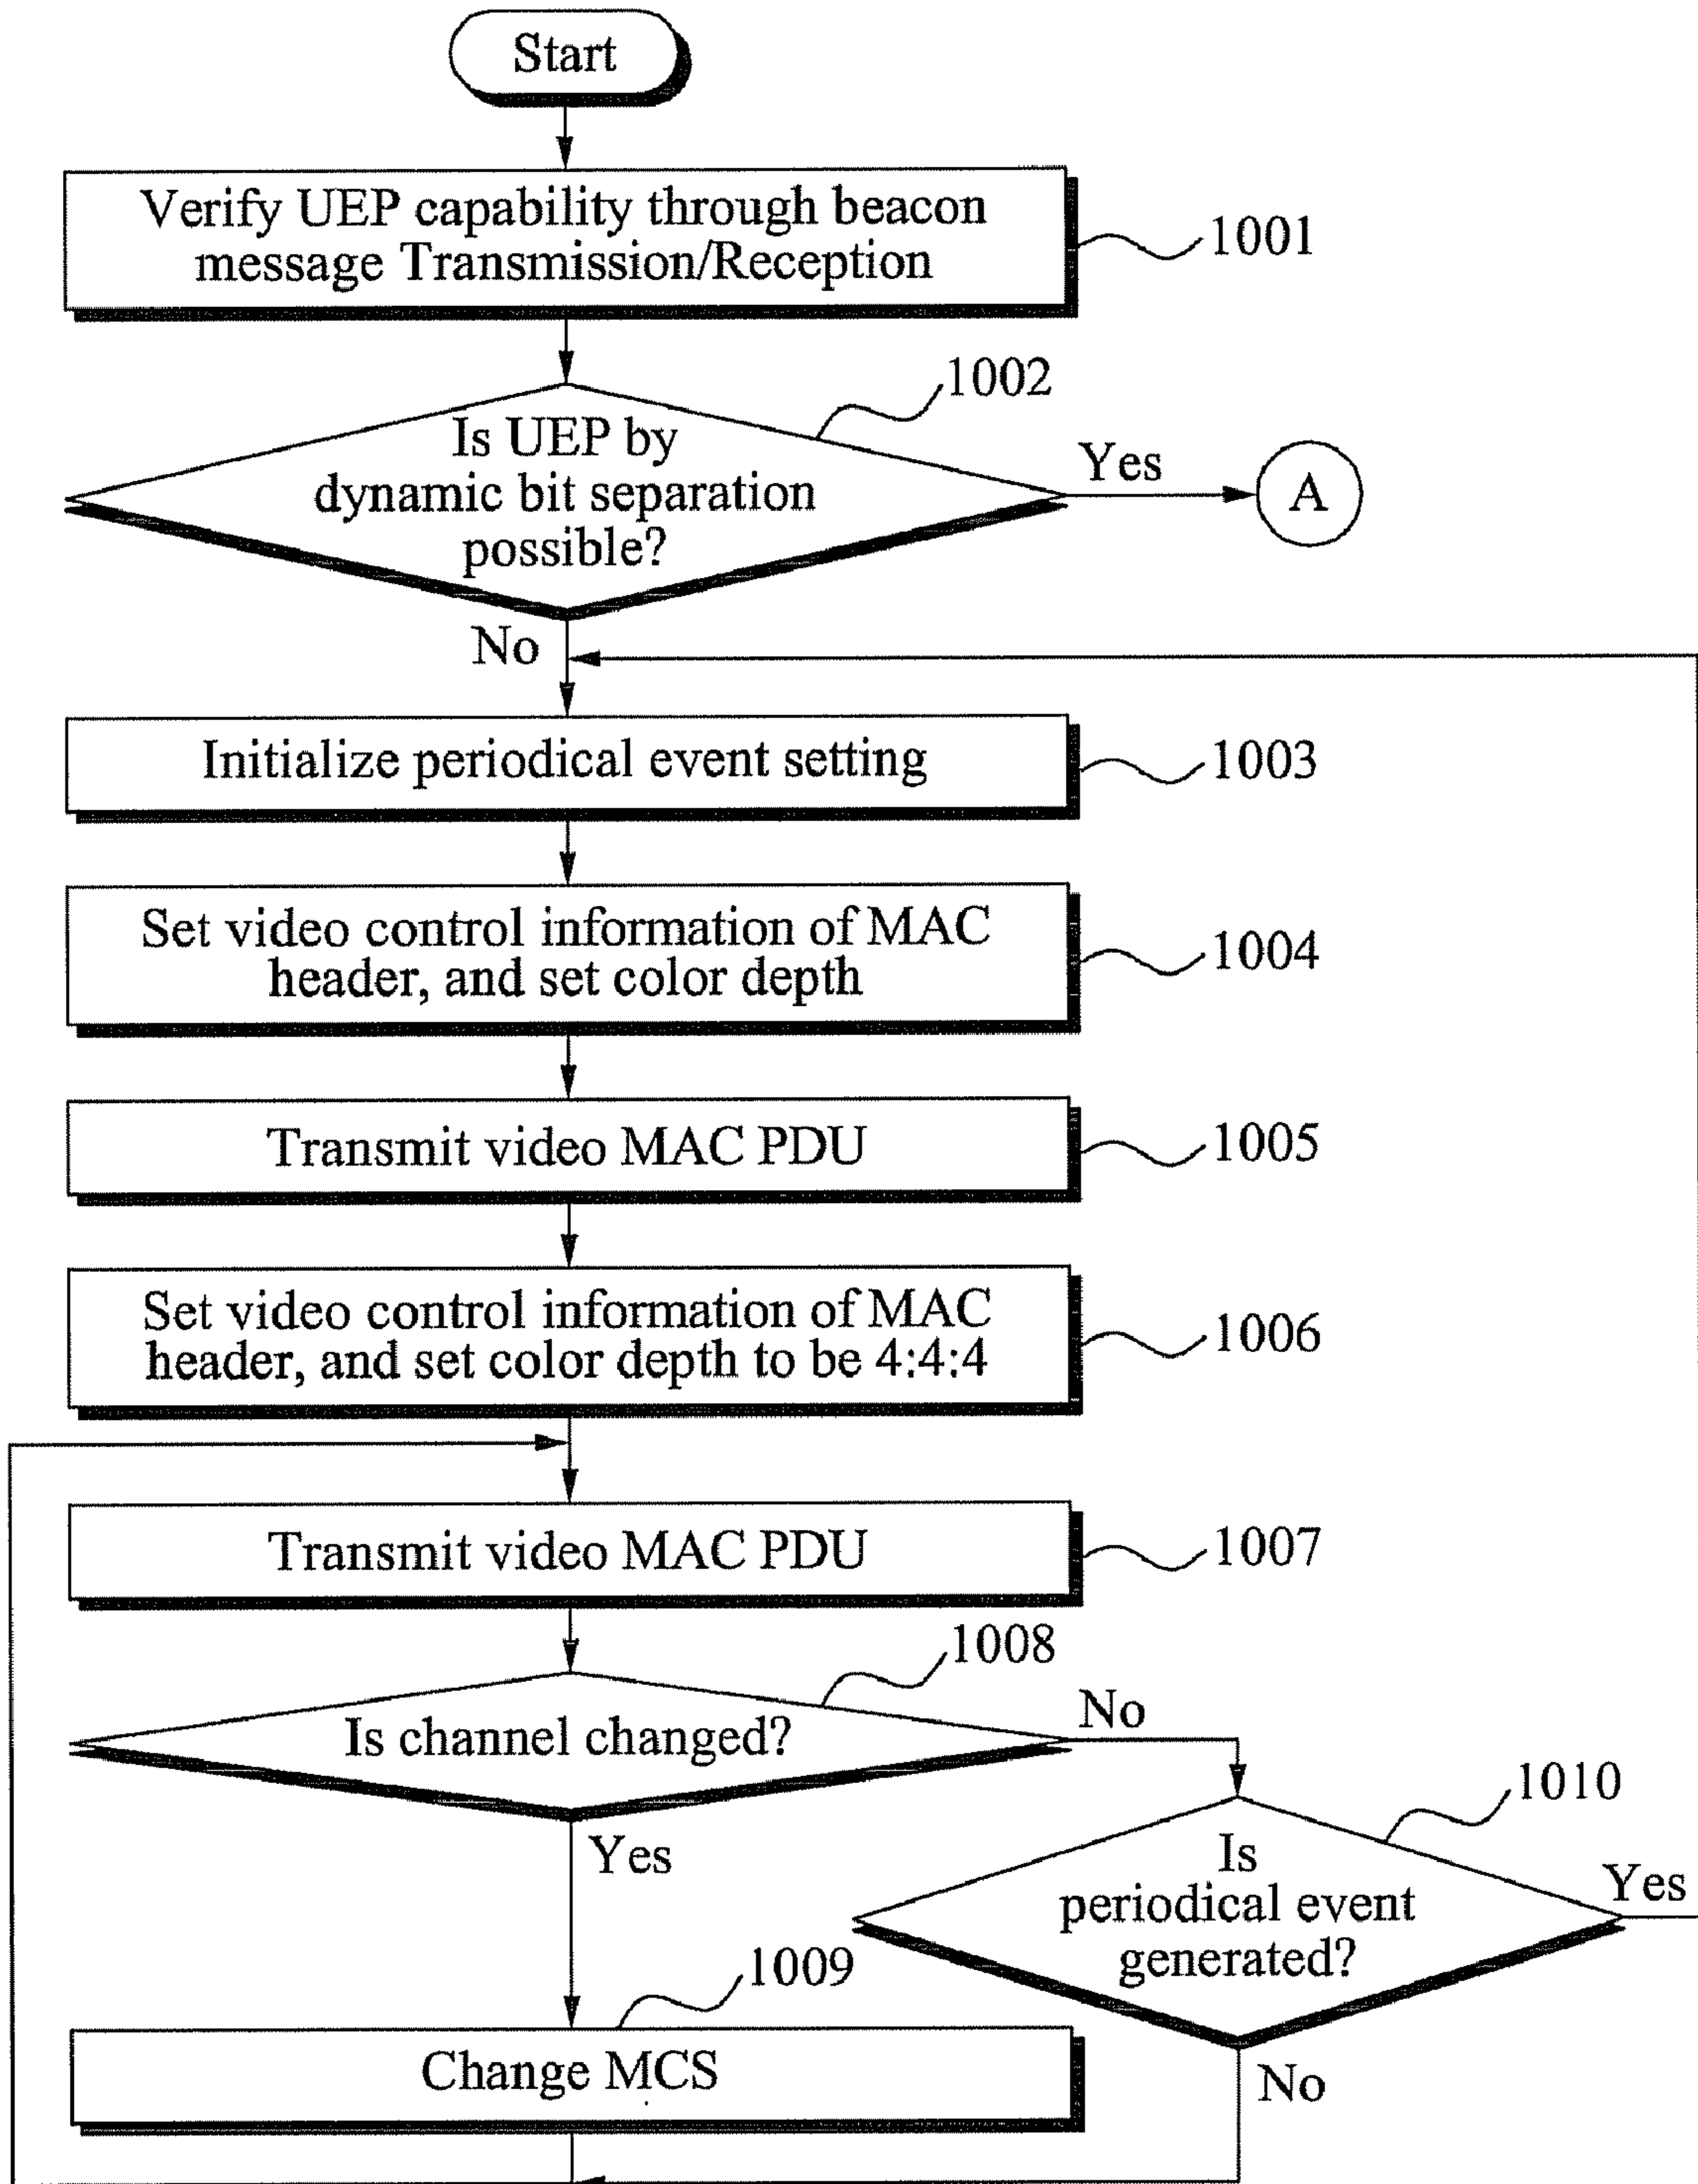 Start
Verify UEP capability through beacon
message Transmission/Reception
1001
1002
Is UEP by
dynamic bit separation
possible?
Yes
A
No
Initialize periodical event setting
1003
Set video control information of MAC
header, and set color depth
1004
Transmit video MAC PDU
1005
Set video control information of MAC
header, and set color depth to be 4:4:4
1006
Transmit video MAC PDU
1007
1008
Is channel changed?
No
Yes
1010
Is
periodical event
generated?
Yes
1009
Change MCS
No